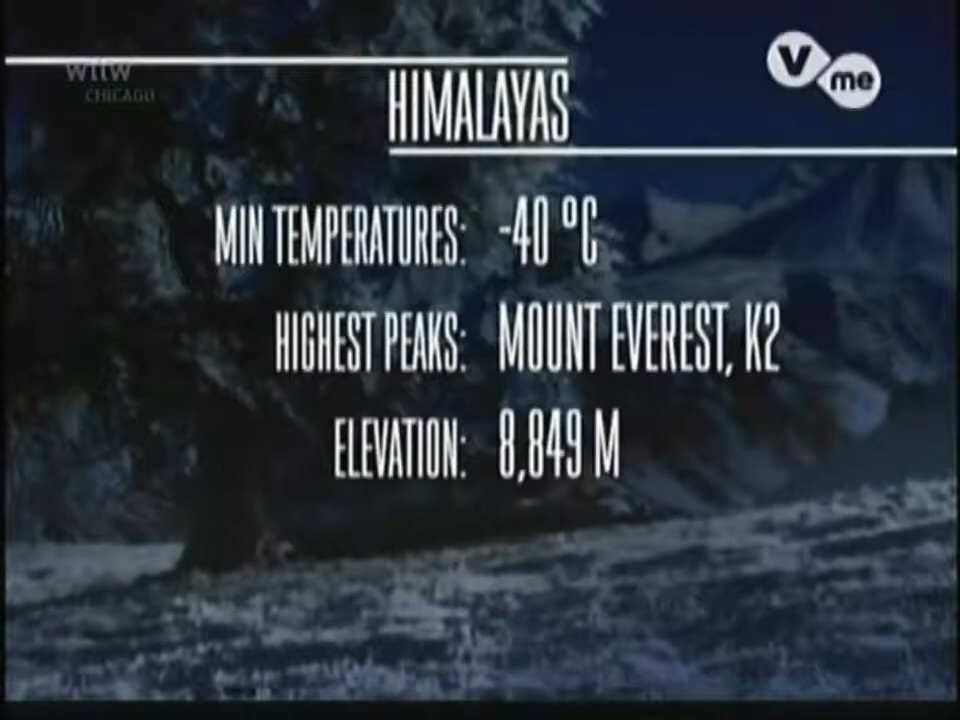 wttw
CHICAGO
V me
HIMALAYAS
MIN TEMPERATURES: -40 °C
HIGHEST PEAKS: MOUNT EVEREST, K2
ELEVATION: 8,849 M